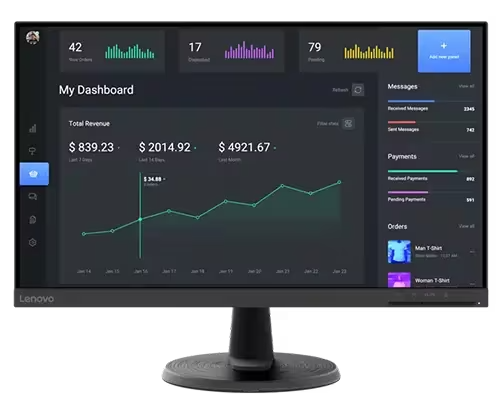 42
New Orders
17
79
Pending
+
Add new panel
My Dashboard
Refresh
Messages
View all
Received Messages 2345
Sent Messages 742
Total Revenue
Filter data
$ 839.23
$ 2014.92
$ 4921.67
Last 7 Days
Last 14 Days
Last Month
$ 34.88
2 orders
Payments
View all
Received Payments 892
Pending Payments 591
Orders
View all
Man T-Shirt
Woman T-Shirt
Jan 14
Jan 15
Jan 16
Jan 17
Jan 18
Jan 19
Jan 20
Jan 21
Jan 22
Jan 23
Lenovo